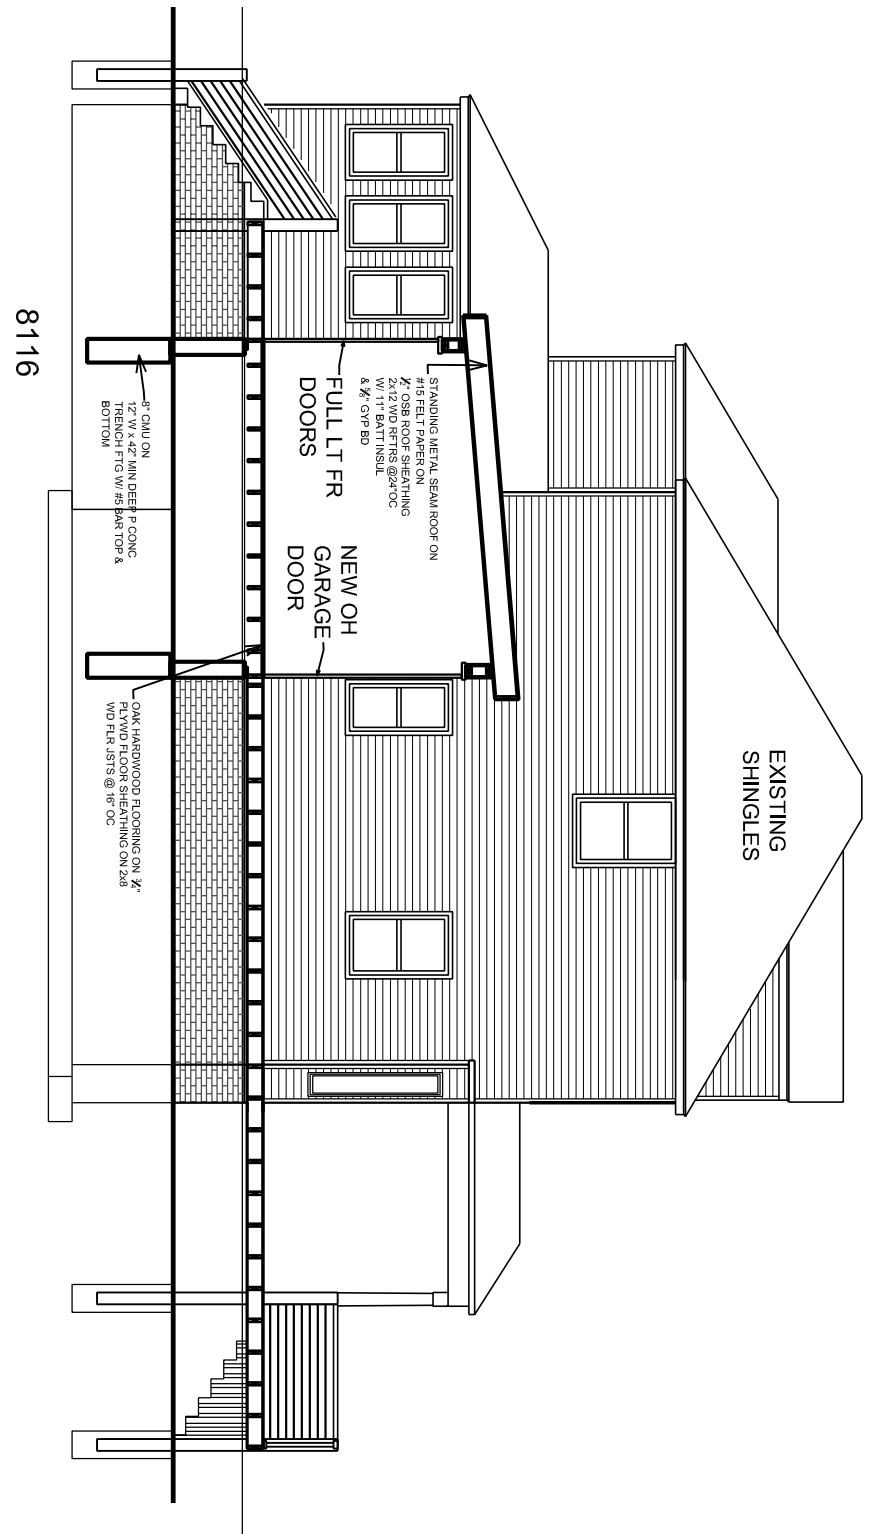 EXISTING
SHINGLES
STANDING METAL SEAM ROOF ON
#15 FELT PAPER ON
½" OSB ROOF SHEATHING
2x12 WD RFTRS @24"OC
W/ 11" BATT INSUL
& ⅝" GYP BD
FULL LT FR
DOORS
NEW OH
GARAGE
DOOR
8" CMU ON
12" W x 42" MIN DEEP P CONC
TRENCH FTG W/ #5 BAR TOP &
BOTTOM
OAK HARDWOOD FLOORING ON ¾"
PLYWD FLOOR SHEATHING ON 2x8
WD FLR JSTS @ 16" OC
8116